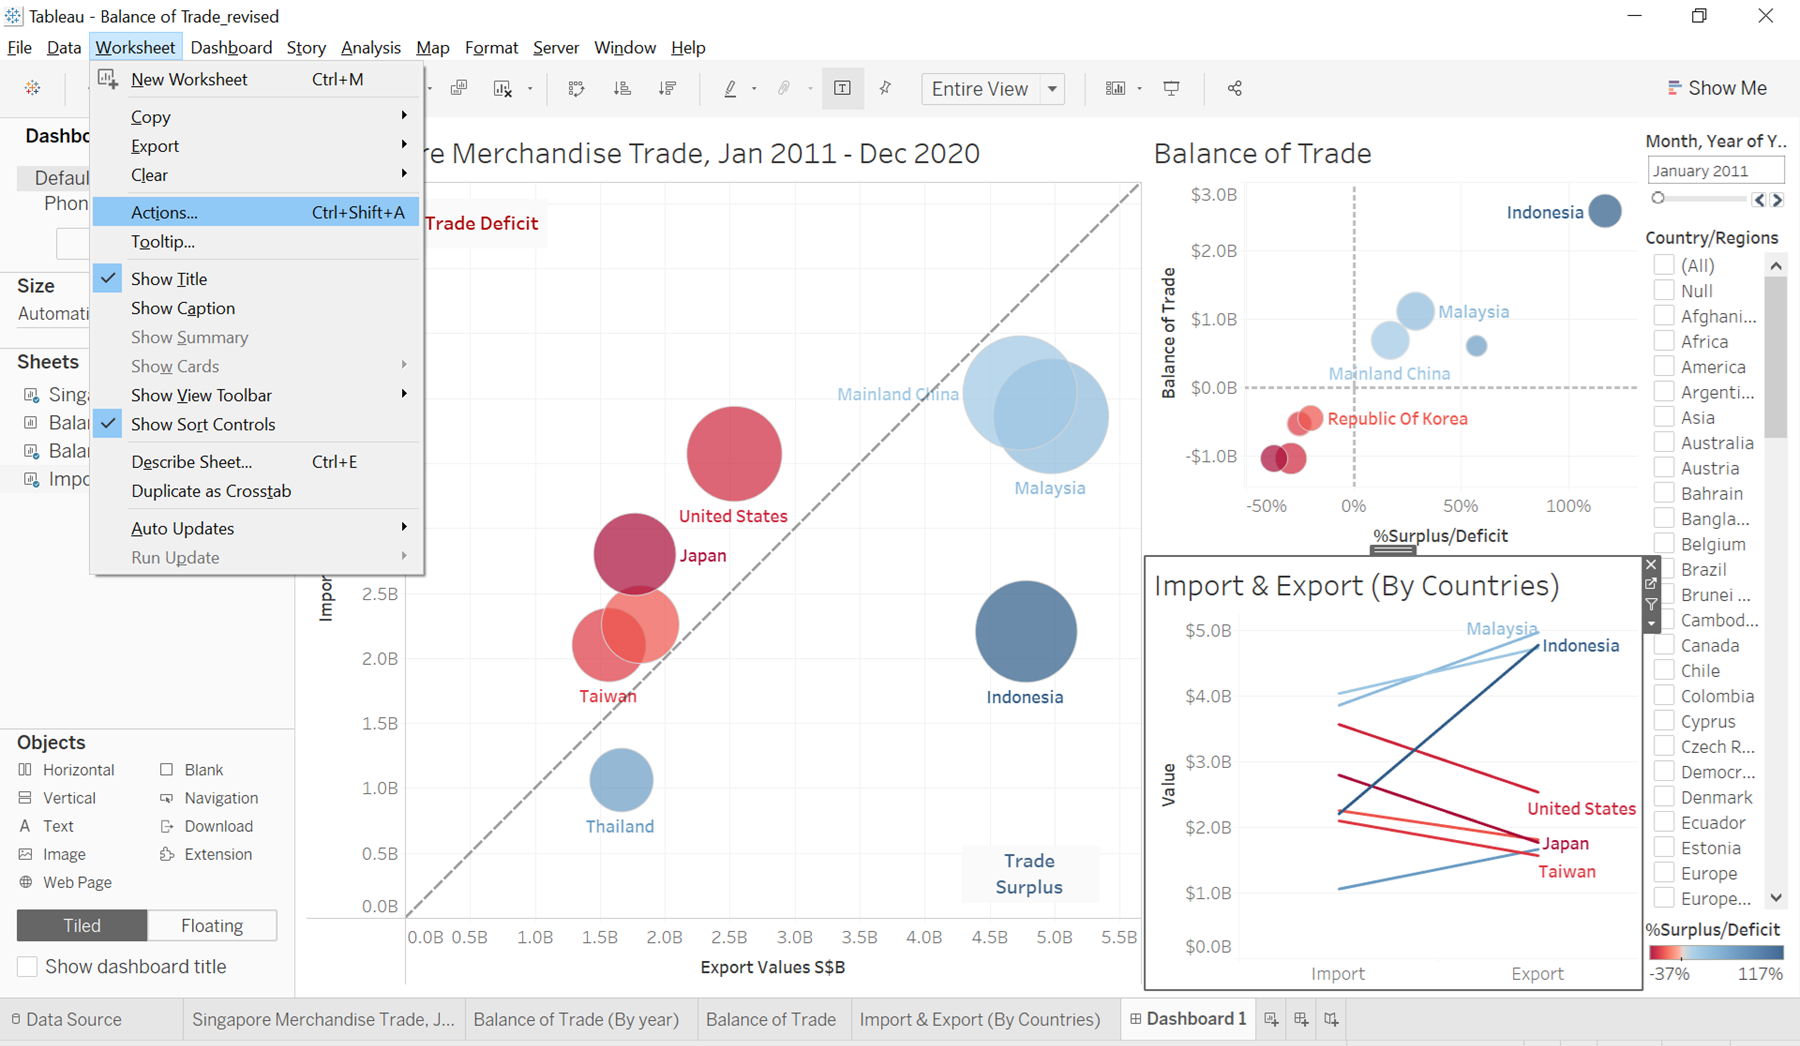 Tableau - Balance of Trade_revised
File Data Worksheet Dashboard Story Analysis Map Format Server Window Help
New Worksheet Ctrl+M
Copy
Export
Clear
Actions... Ctrl+Shift+A
Tooltip...
Show Title
Show Caption
Show Summary
Show Cards
Show View Toolbar
Show Sort Controls
Describe Sheet... Ctrl+E
Duplicate as Crosstab
Auto Updates
Run Update
Entire View
Show Me
Dashbo
Defaul
Phon
Size
Automati
Sheets
Sing
Balar
Balar
Impo
Objects
Horizontal Blank
Vertical Navigation
Text Download
Image Extension
Web Page
Tiled Floating
Show dashboard title
re Merchandise Trade, Jan 2011 - Dec 2020
Trade Deficit
Mainland China
Malaysia
United States
Japan
Taiwan
Indonesia
Thailand
Trade
Surplus
Impor
2.5B
2.0B
1.5B
1.0B
0.5B
0.0B
0.0B 0.5B 1.0B 1.5B 2.0B 2.5B 3.0B 3.5B 4.0B 4.5B 5.0B 5.5B
Export Values S$B
Balance of Trade
Balance of Trade
$3.0B
$2.0B
$1.0B
$0.0B
-$1.0B
Indonesia
Malaysia
Mainland China
Republic Of Korea
-50% 0% 50% 100%
%Surplus/Deficit
Import & Export (By Countries)
Value
$5.0B
$4.0B
$3.0B
$2.0B
$1.0B
$0.0B
Malaysia
Indonesia
United States
Japan
Taiwan
Import Export
Month, Year of Y..
January 2011
Country/Regions
(All)
Null
Afghani...
Africa
America
Argenti...
Asia
Australia
Austria
Bahrain
Bangla...
Belgium
Brazil
Brunei ...
Cambod...
Canada
Chile
Colombia
Cyprus
Czech R...
Democr...
Denmark
Ecuador
Estonia
Europe
Europe...
%Surplus/Deficit
-37% 117%
Data Source Singapore Merchandise Trade, J... Balance of Trade (By year) Balance of Trade Import & Export (By Countries) Dashboard 1